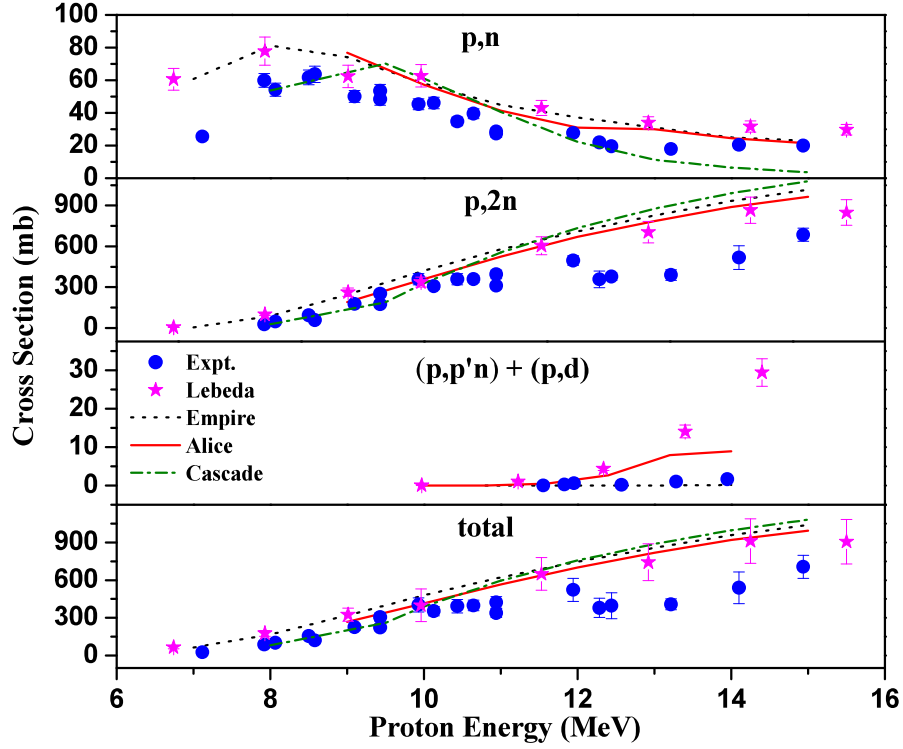 Cross Section (mb)
100
80
60
40
20
0
p,n
900
600
300
0
p,2n
30
20
10
0
(p,p'n) + (p,d)
Expt.
Lebeda
Empire
Alice
Cascade
900
600
300
0
total
6 8 10 12 14 16
Proton Energy (MeV)